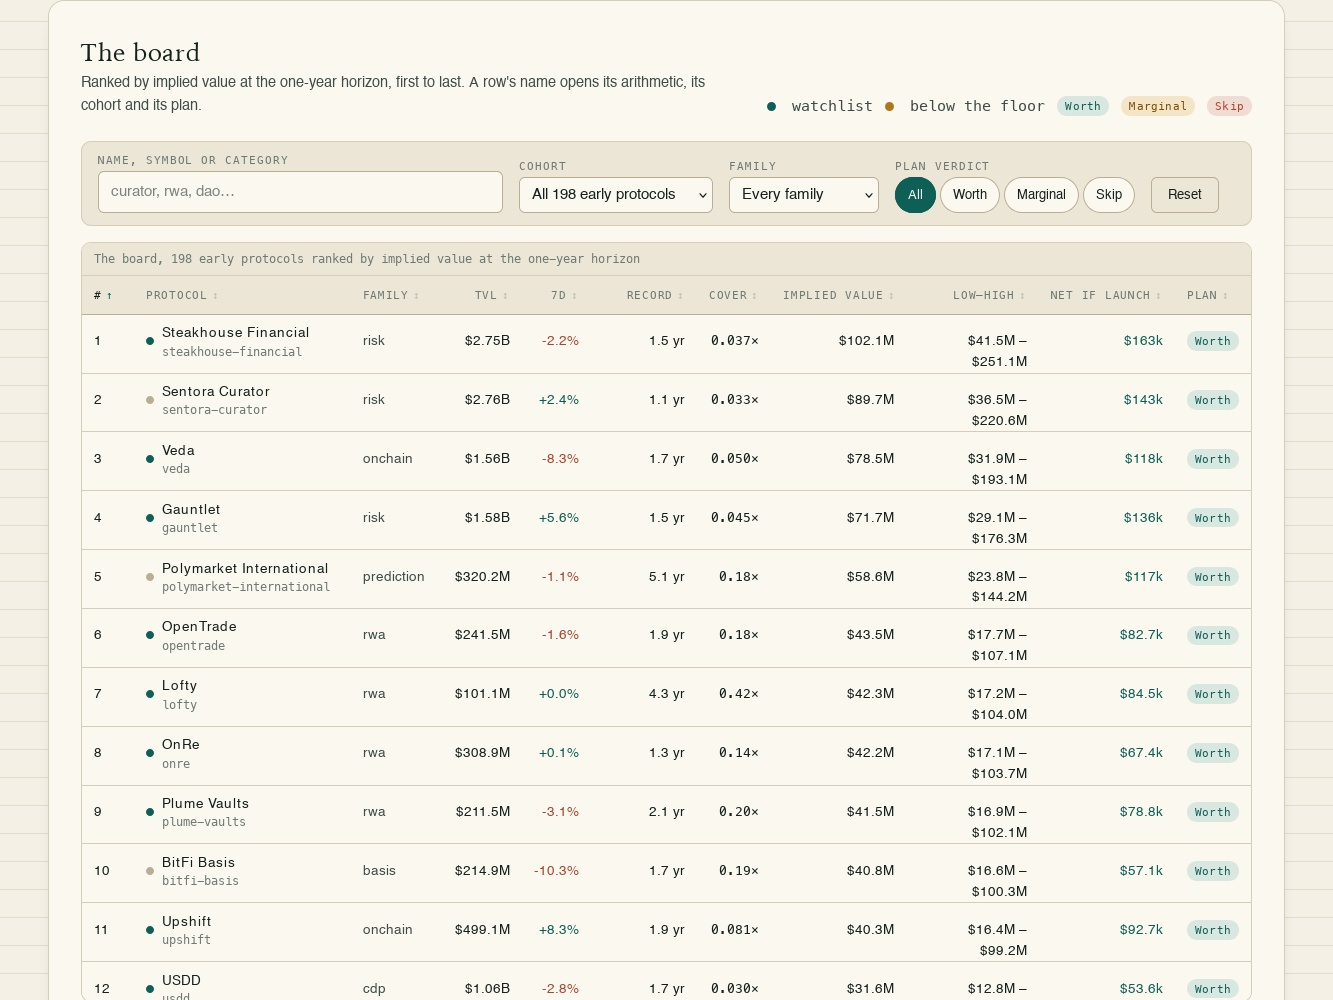 The board
Ranked by implied value at the one-year horizon, first to last. A row's name opens its arithmetic, its
cohort and its plan.
watchlist below the floor Worth Marginal Skip
NAME, SYMBOL OR CATEGORY
curator, rwa, dao...
COHORT
All 198 early protocols
FAMILY
Every family
PLAN VERDICT
All Worth Marginal Skip Reset
The board, 198 early protocols ranked by implied value at the one-year horizon
# ↑ PROTOCOL ↕ FAMILY ↕ TVL ↕ 7D ↕ RECORD ↕ COVER ↕ IMPLIED VALUE ↕ LOW–HIGH ↕ NET IF LAUNCH ↕ PLAN ↕
1 Steakhouse Financial risk $2.75B -2.2% 1.5 yr 0.037× $102.1M $41.5M – $163k Worth
steakhouse-financial $251.1M
2 Sentora Curator risk $2.76B +2.4% 1.1 yr 0.033× $89.7M $36.5M – $143k Worth
sentora-curator $220.6M
3 Veda onchain $1.56B -8.3% 1.7 yr 0.050× $78.5M $31.9M – $118k Worth
veda $193.1M
4 Gauntlet risk $1.58B +5.6% 1.5 yr 0.045× $71.7M $29.1M – $136k Worth
gauntlet $176.3M
5 Polymarket International prediction $320.2M -1.1% 5.1 yr 0.18× $58.6M $23.8M – $117k Worth
polymarket-international $144.2M
6 OpenTrade rwa $241.5M -1.6% 1.9 yr 0.18× $43.5M $17.7M – $82.7k Worth
opentrade $107.1M
7 Lofty rwa $101.1M +0.0% 4.3 yr 0.42× $42.3M $17.2M – $84.5k Worth
lofty $104.0M
8 OnRe rwa $308.9M +0.1% 1.3 yr 0.14× $42.2M $17.1M – $67.4k Worth
onre $103.7M
9 Plume Vaults rwa $211.5M -3.1% 2.1 yr 0.20× $41.5M $16.9M – $78.8k Worth
plume-vaults $102.1M
10 BitFi Basis basis $214.9M -10.3% 1.7 yr 0.19× $40.8M $16.6M – $57.1k Worth
bitfi-basis $100.3M
11 Upshift onchain $499.1M +8.3% 1.9 yr 0.081× $40.3M $16.4M – $92.7k Worth
upshift $99.2M
12 USDD cdp $1.06B -2.8% 1.7 yr 0.030× $31.6M $12.8M – $53.6k Worth
usdd